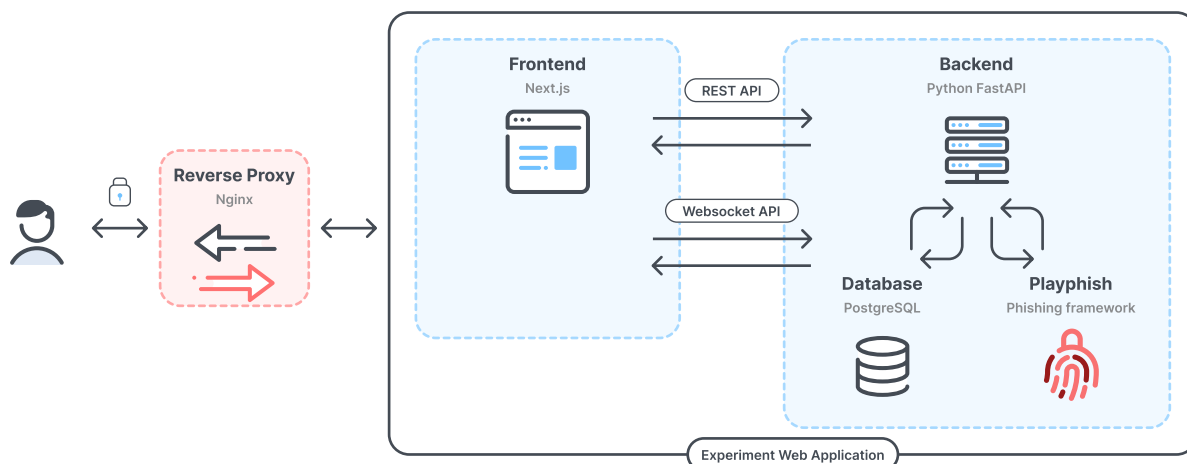 Reverse Proxy
Nginx
Frontend
Next.js
REST API
Websocket API
Backend
Python FastAPI
Database
PostgreSQL
Playphish
Phishing framework
Experiment Web Application